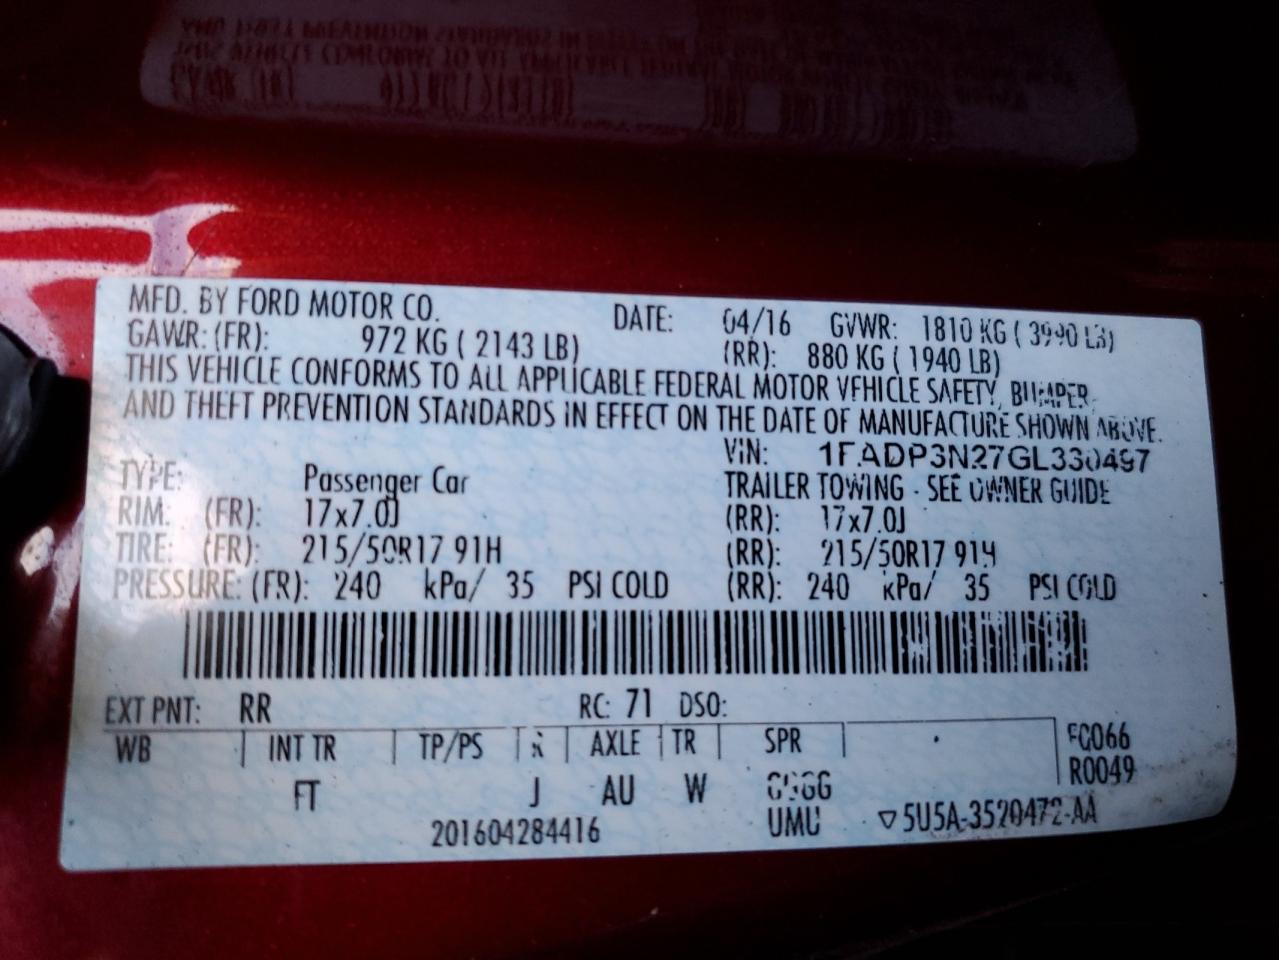 MFD. BY FORD MOTOR CO. DATE: 04/16 GVWR: 1810 KG ( 3990 LB)
GAWR: (FR): 972 KG ( 2143 LB) (RR): 880 KG ( 1940 LB)
THIS VEHICLE CONFORMS TO ALL APPLICABLE FEDERAL MOTOR VEHICLE SAFETY, BUMPER,
AND THEFT PREVENTION STANDARDS IN EFFECT ON THE DATE OF MANUFACTURE SHOWN ABOVE.
VIN: 1FADP3N27GL330497
TYPE: Passenger Car TRAILER TOWING - SEE OWNER GUIDE
RIM: (FR): 17x7.0J (RR): 17x7.0J
TIRE: (FR): 215/50R17 91H (RR): 215/50R17 91H
PRESSURE: (FR): 240 kPa/ 35 PSI COLD (RR): 240 kPa/ 35 PSI COLD
EXT PNT: RR RC: 71 DSO:
WB INT TR TP/PS R AXLE TR SPR
FT J AU W
201604284416 UMU ▽5U5A-3520472-AA
R0049